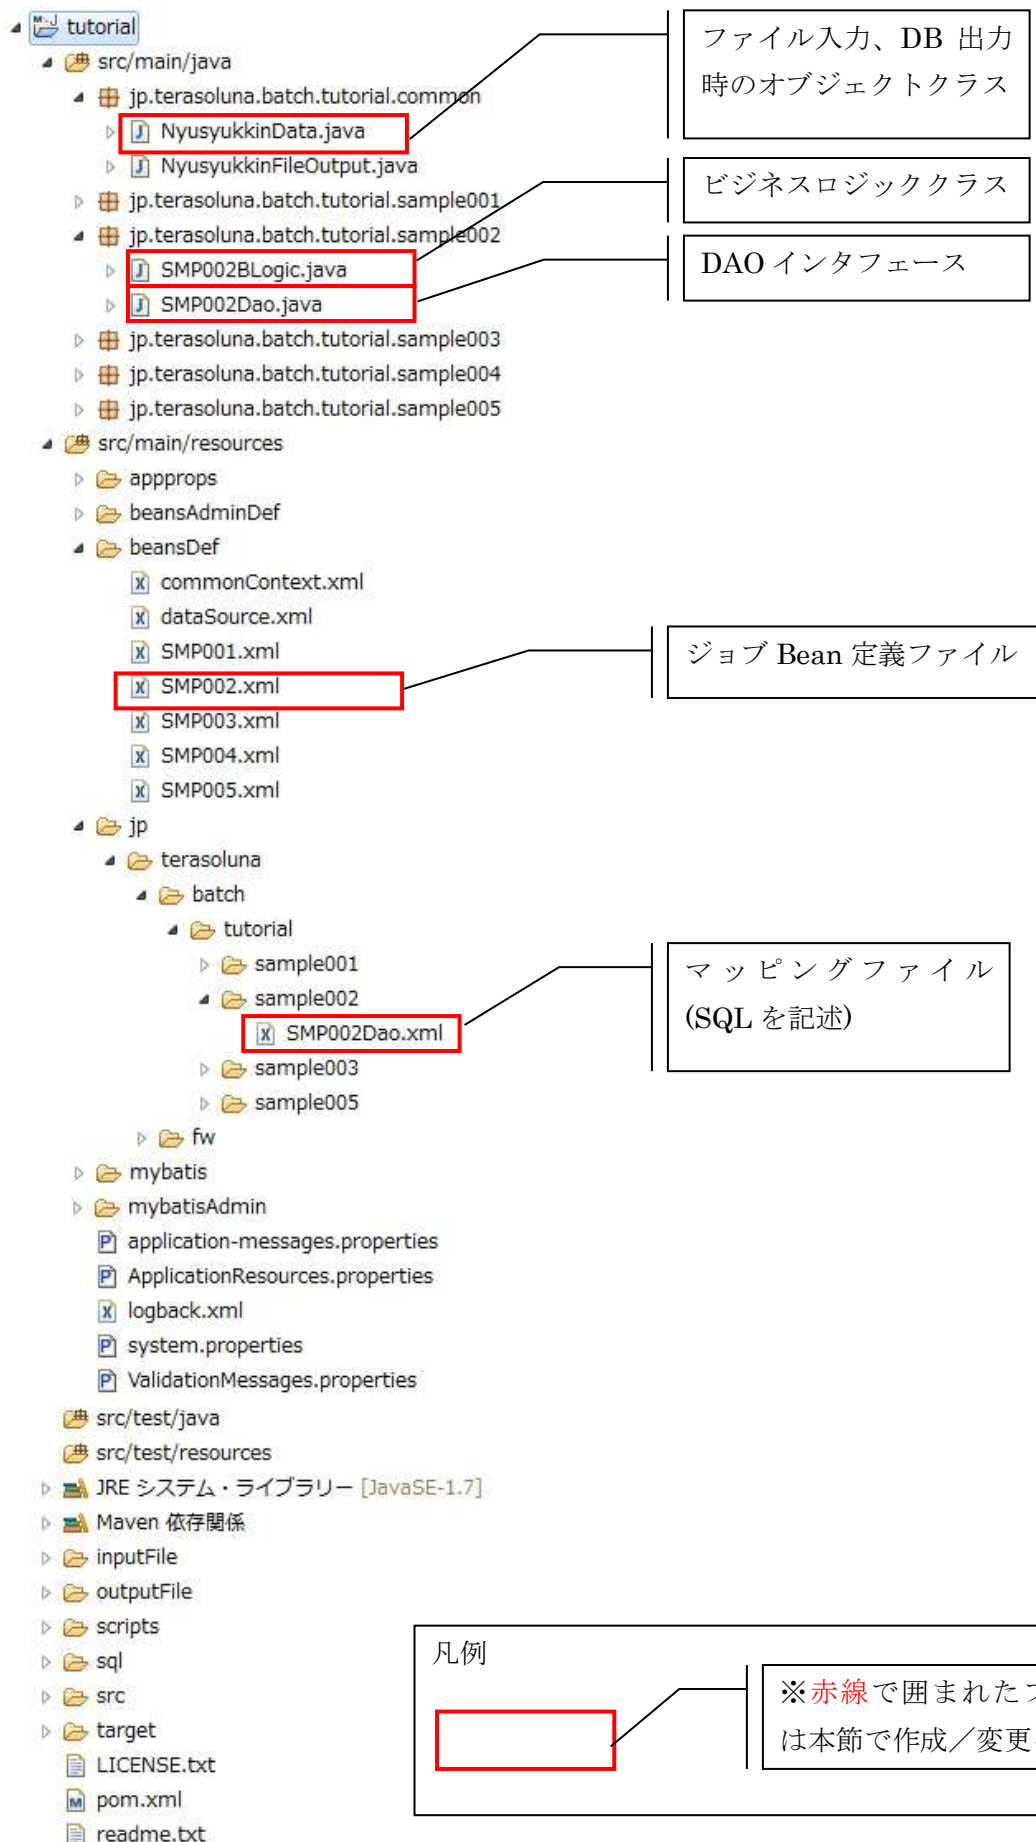 tutorial
src/main/java
jp.terasoluna.batch.tutorial.common
NyusyukkinData.java
NyusyukkinFileOutput.java
jp.terasoluna.batch.tutorial.sample001
jp.terasoluna.batch.tutorial.sample002
SMP002BLogic.java
SMP002Dao.java
jp.terasoluna.batch.tutorial.sample003
jp.terasoluna.batch.tutorial.sample004
jp.terasoluna.batch.tutorial.sample005
src/main/resources
appprops
beansAdminDef
beansDef
commonContext.xml
dataSource.xml
SMP001.xml
SMP002.xml
SMP003.xml
SMP004.xml
SMP005.xml
jp
terasoluna
batch
tutorial
sample001
sample002
SMP002Dao.xml
sample003
sample005
fw
mybatis
mybatisAdmin
application-messages.properties
ApplicationResources.properties
logback.xml
system.properties
ValidationMessages.properties
src/test/java
src/test/resources
JRE システム・ライブラリー [JavaSE-1.7]
Maven 依存関係
inputFile
outputFile
scripts
sql
src
target
LICENSE.txt
pom.xml
readme.txt
ファイル入力、DB 出力
時のオブジェクトクラス
ビジネスロジッククラス
DAO インタフェース
ジョブ Bean 定義ファイル
マッピングファイル
(SQL を記述)
凡例
※赤線で囲まれたフ
は本節で作成／変更